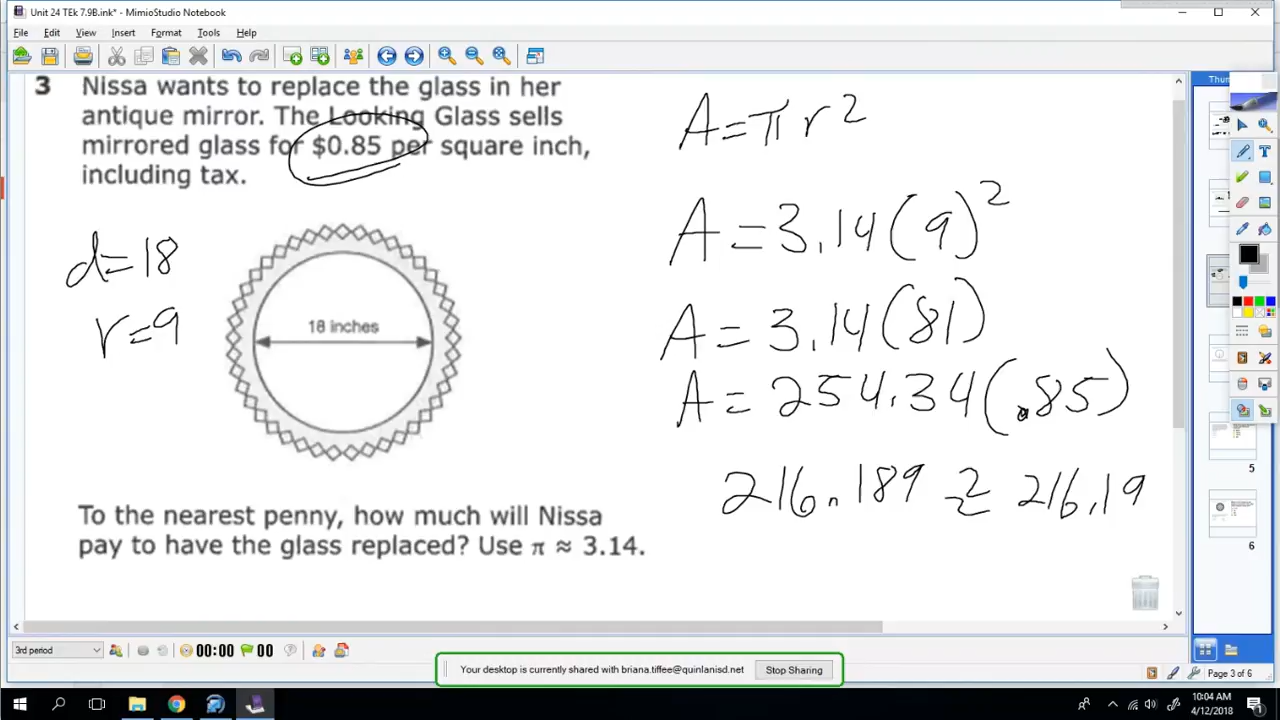 Unit 24 TEk 7.9B.ink* - MimioStudio Notebook
File Edit View Insert Format Tools Help
3 Nissa wants to replace the glass in her
antique mirror. The Looking Glass sells
mirrored glass for $0.85 per square inch,
including tax.
d=18
r=9
18 inches
To the nearest penny, how much will Nissa
pay to have the glass replaced? Use π ≈ 3.14.
A=πr²
A=3.14(9)²
A=3.14(81)
A=254.34(.85)
216.189 ≈ 216.19
Thum
5
6
3rd period
00:00
00
Page 3 of 6
Your desktop is currently shared with briana.tiffee@quinlanisd.net
Stop Sharing
10:04 AM
4/12/2018
1